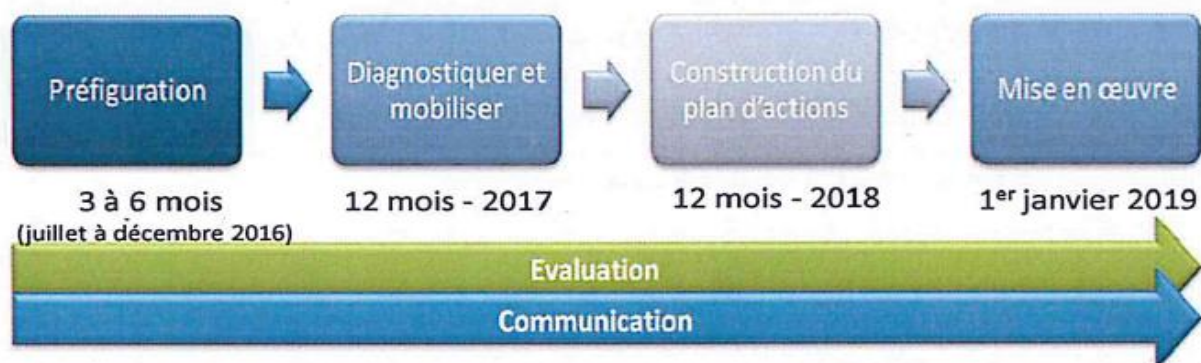 Préfiguration
Diagnostiquer et
mobiliser
Construction du
plan d'actions
Mise en œuvre
3 à 6 mois
(juillet à décembre 2016)
12 mois - 2017
12 mois - 2018
1er janvier 2019
Evaluation
Communication